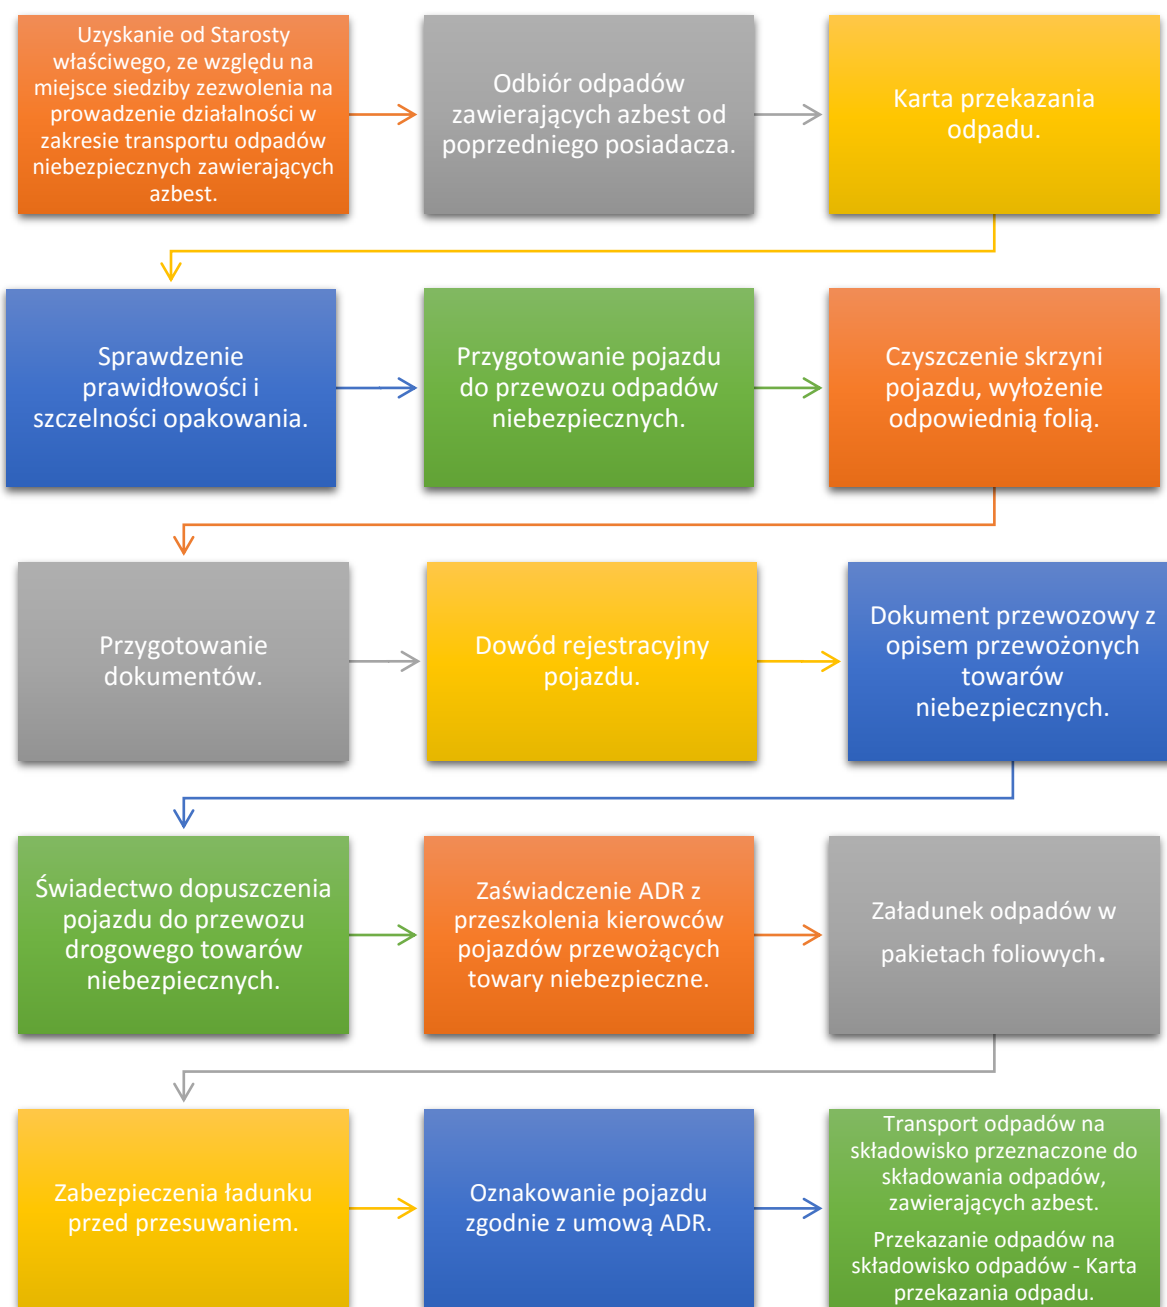 Uzyskanie od Starosty
właściwego, ze względu na
miejsce siedziby zezwolenia na
prowadzenie działalności w
zakresie transportu odpadów
niebezpiecznych zawierających
azbest.
Odbiór odpadów
zawierających azbest od
poprzedniego posiadacza.
Karta przekazania
odpadu.
Sprawdzenie
prawidłowości i
szczelności opakowania.
Przygotowanie pojazdu
do przewozu odpadów
niebezpiecznych.
Czyszczenie skrzyni
pojazdu, wyłożenie
odpowiednią folią.
Przygotowanie
dokumentów.
Dowód rejestracyjny
pojazdu.
Dokument przewozowy z
opisem przewożonych
towarów
niebezpiecznych.
Świadectwo dopuszczenia
pojazdu do przewozu
drogowego towarów
niebezpiecznych.
Zaświadczenie ADR z
przeszkolenia kierowców
pojazdów przewożących
towary niebezpieczne.
Załadunek odpadów w
pakietach foliowych.
Zabezpieczenia ładunku
przed przesuwaniem.
Oznakowanie pojazdu
zgodnie z umową ADR.
Transport odpadów na
składowisko przeznaczone do
składowania odpadów,
zawierających azbest.
Przekazanie odpadów na
składowisko odpadów - Karta
przekazania odpadu.